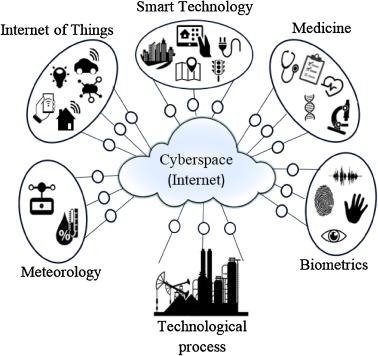 Smart Technology
Internet of Things
Medicine
Cyberspace
(Internet)
%
Meteorology
Biometrics
Technological
process